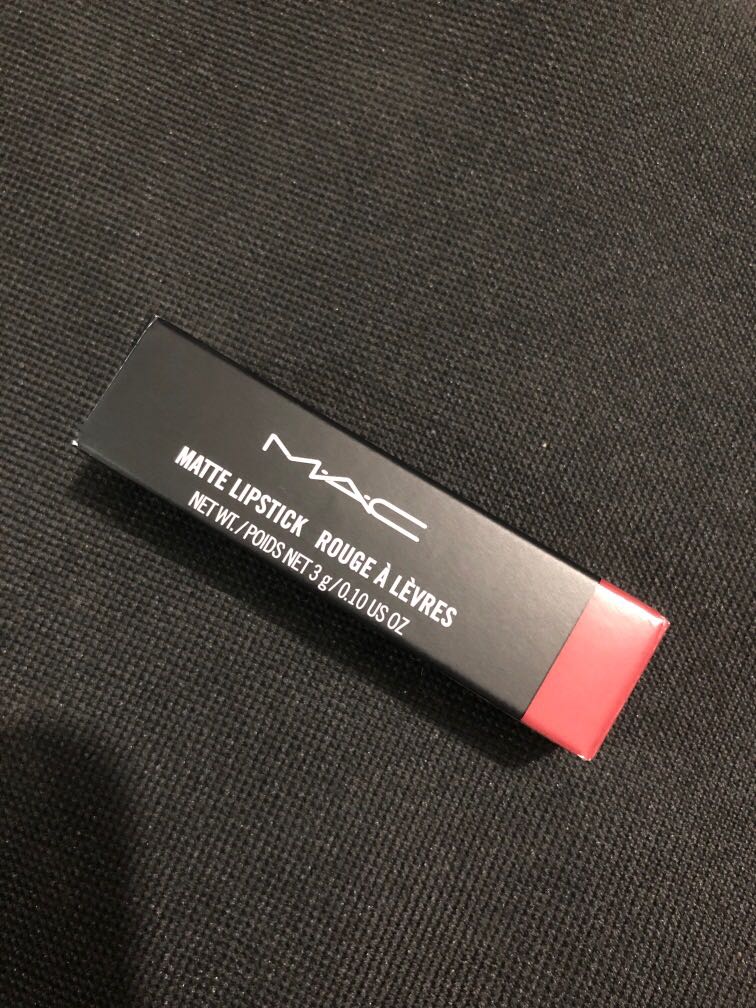 M·A·C
MATTE LIPSTICK ROUGE À LÈVRES
NET WT./POIDS NET 3 g/0.10 US OZ